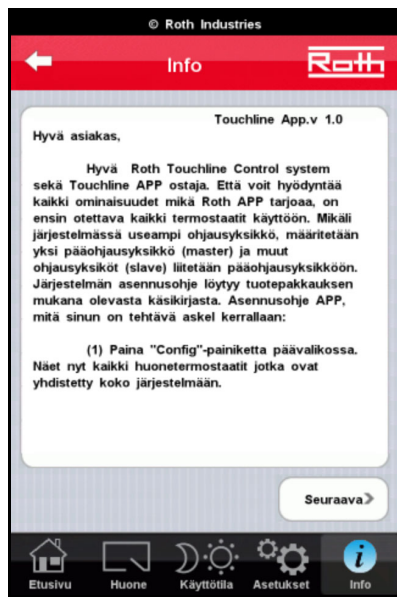 © Roth Industries
Info
Roth
Touchline App.v 1.0
Hyvä asiakas,
Hyvä Roth Touchline Control system
sekä Touchline APP ostaja. Että voit hyödyntää
kaikki ominaisuudet mikä Roth APP tarjoaa, on
ensin otettava kaikki termostaatit käyttöön. Mikäli
järjestelmässä useampi ohjausyksikkö, määritetään
yksi pääohjausyksikkö (master) ja muut
ohjausyksiköt (slave) liitetään pääohjausyksikköön.
Järjestelmän asennusohje löytyy tuotepakkauksen
mukana olevasta käsikirjasta. Asennusohje APP,
mitä sinun on tehtävä askel kerrallaan:
(1) Paina "Config"-painiketta päävalikossa.
Näet nyt kaikki huonetermostaatit jotka ovat
yhdistetty koko järjestelmään.
Seuraava
Etusivu Huone Käyttötila Asetukset Info